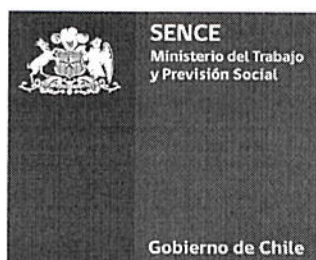 SENCE
Ministerio del Trabajo
y Previsión Social
Gobierno de Chile